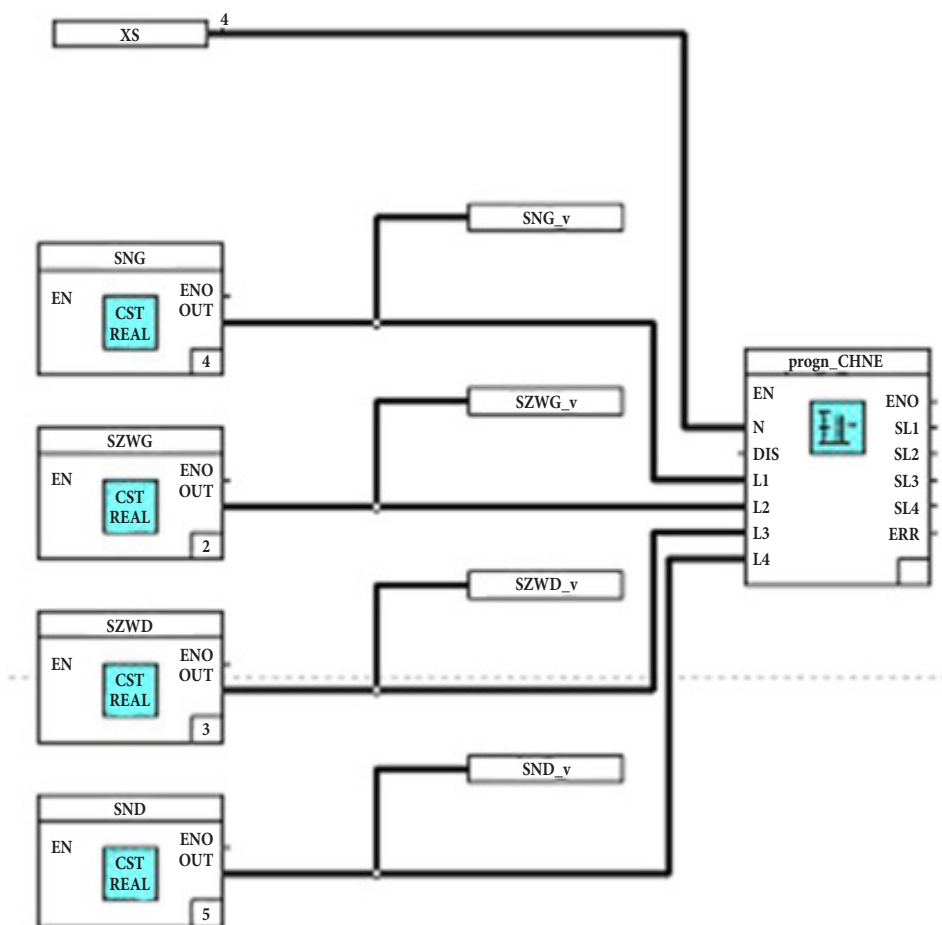 XS
4
SNG_v
SNG
EN
ENO
OUT
CST
REAL
4
SZWG_v
SZWG
EN
ENO
OUT
CST
REAL
2
SZWD_v
SZWD
EN
ENO
OUT
CST
REAL
3
SND_v
SND
EN
ENO
OUT
CST
REAL
5
progn_CHNE
EN
N
DIS
L1
L2
L3
L4
ENO
SL1
SL2
SL3
SL4
ERR